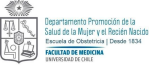 Departamento Promoción de la
Salud de la Mujer y el Recién Nacido
Escuela de Obstetricia | Desde 1834
FACULTAD DE MEDICINA
UNIVERSIDAD DE CHILE